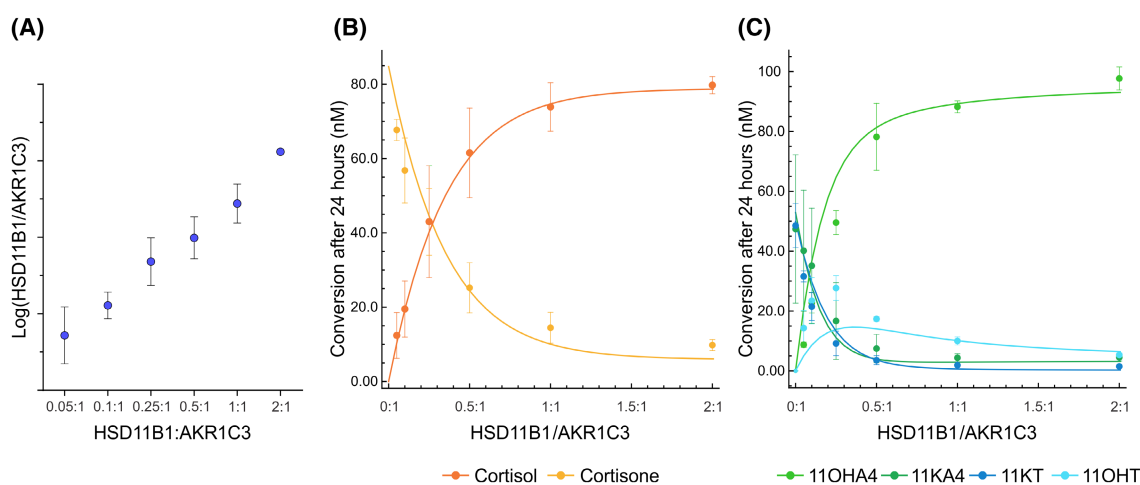 (A)
Log(HSD11B1/AKR1C3)
0.05:1 0.1:1 0.25:1 0.5:1 1:1 2:1
HSD11B1:AKR1C3
(B)
Conversion after 24 hours (nM)
80.0
60.0
40.0
20.0
0.00
0:1 0.5:1 1:1 1.5:1 2:1
HSD11B1/AKR1C3
Cortisol Cortisone
(C)
Conversion after 24 hours (nM)
100
80.0
60.0
40.0
20.0
0.00
0:1 0.5:1 1:1 1.5:1 2:1
HSD11B1/AKR1C3
11OHA4 11KA4 11KT 11OHT